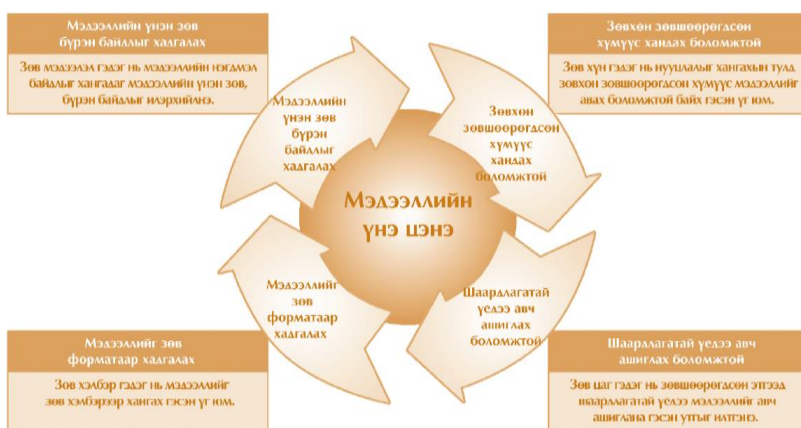 Мэдээллийн үнэн зөв
бүрэн байдлыг хадгалах
Зөв мэдээлэл гэдэг нь мэдээллийн нэгдмэл
байдлыг хангадаг мэдээллийн үнэн зөв,
бүрэн байдлыг илэрхийлнэ.
Зөвхөн зөвшөөрөгдсөн
хүмүүс хандах боломжтой
Зөв хүн гэдэг нь нууцлалыг хангахын тулд
зөвхөн зөвшөөрөгдсөн хүмүүс мэдээллийг
авах боломжтой байх гэсэн үг юм.
Мэдээллийн
үнэн зөв
бүрэн
байдлыг
хадгалах
Зөвхөн
зөвшөөрөгдсөн
хүмүүс
хандах
боломжтой
Мэдээллийн
үнэ цэнэ
Мэдээллийг
зөв
форматаар
хадгалах
Шаардлагатай
үедээ авч
ашиглах
боломжтой
Мэдээллийг зөв
форматаар хадгалах
Зөв хэлбэр гэдэг нь мэдээллийг
зөв хэлбэрээр хангах гэсэн үг юм.
Шаардлагатай үедээ авч
ашиглах боломжтой
Зөв цаг гэдэг нь зөвшөөрөгдсөн этгээд
шаардлагатай үедээ мэдээллийг авч
ашиглана гэсэн утгыг илтгэнэ.